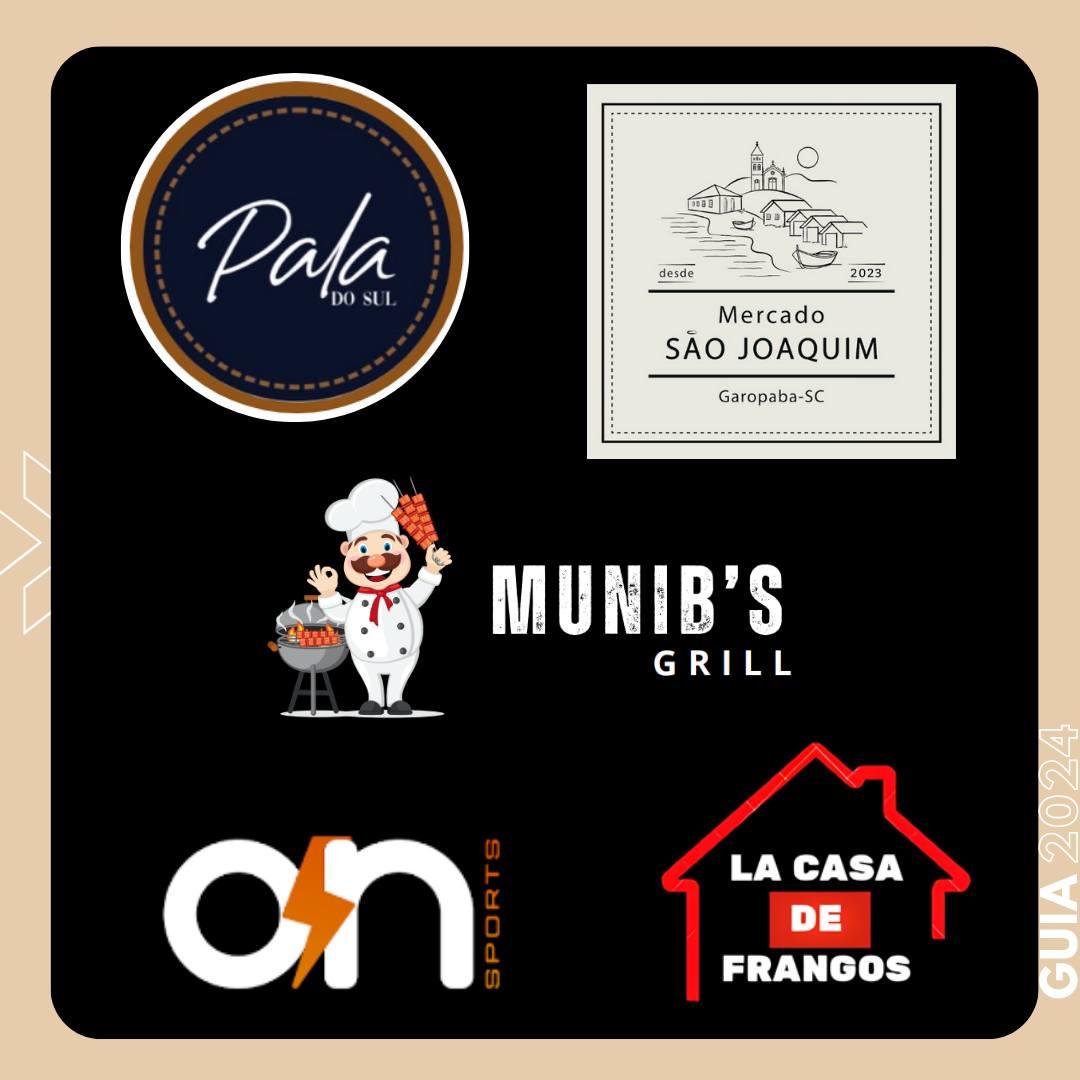 Pala
DO SUL
desde 2023
Mercado
SÃO JOAQUIM
Garopaba-SC
MUNIB'S
GRILL
on
SPORTS
LA CASA
DE
FRANGOS
GUIA 2024